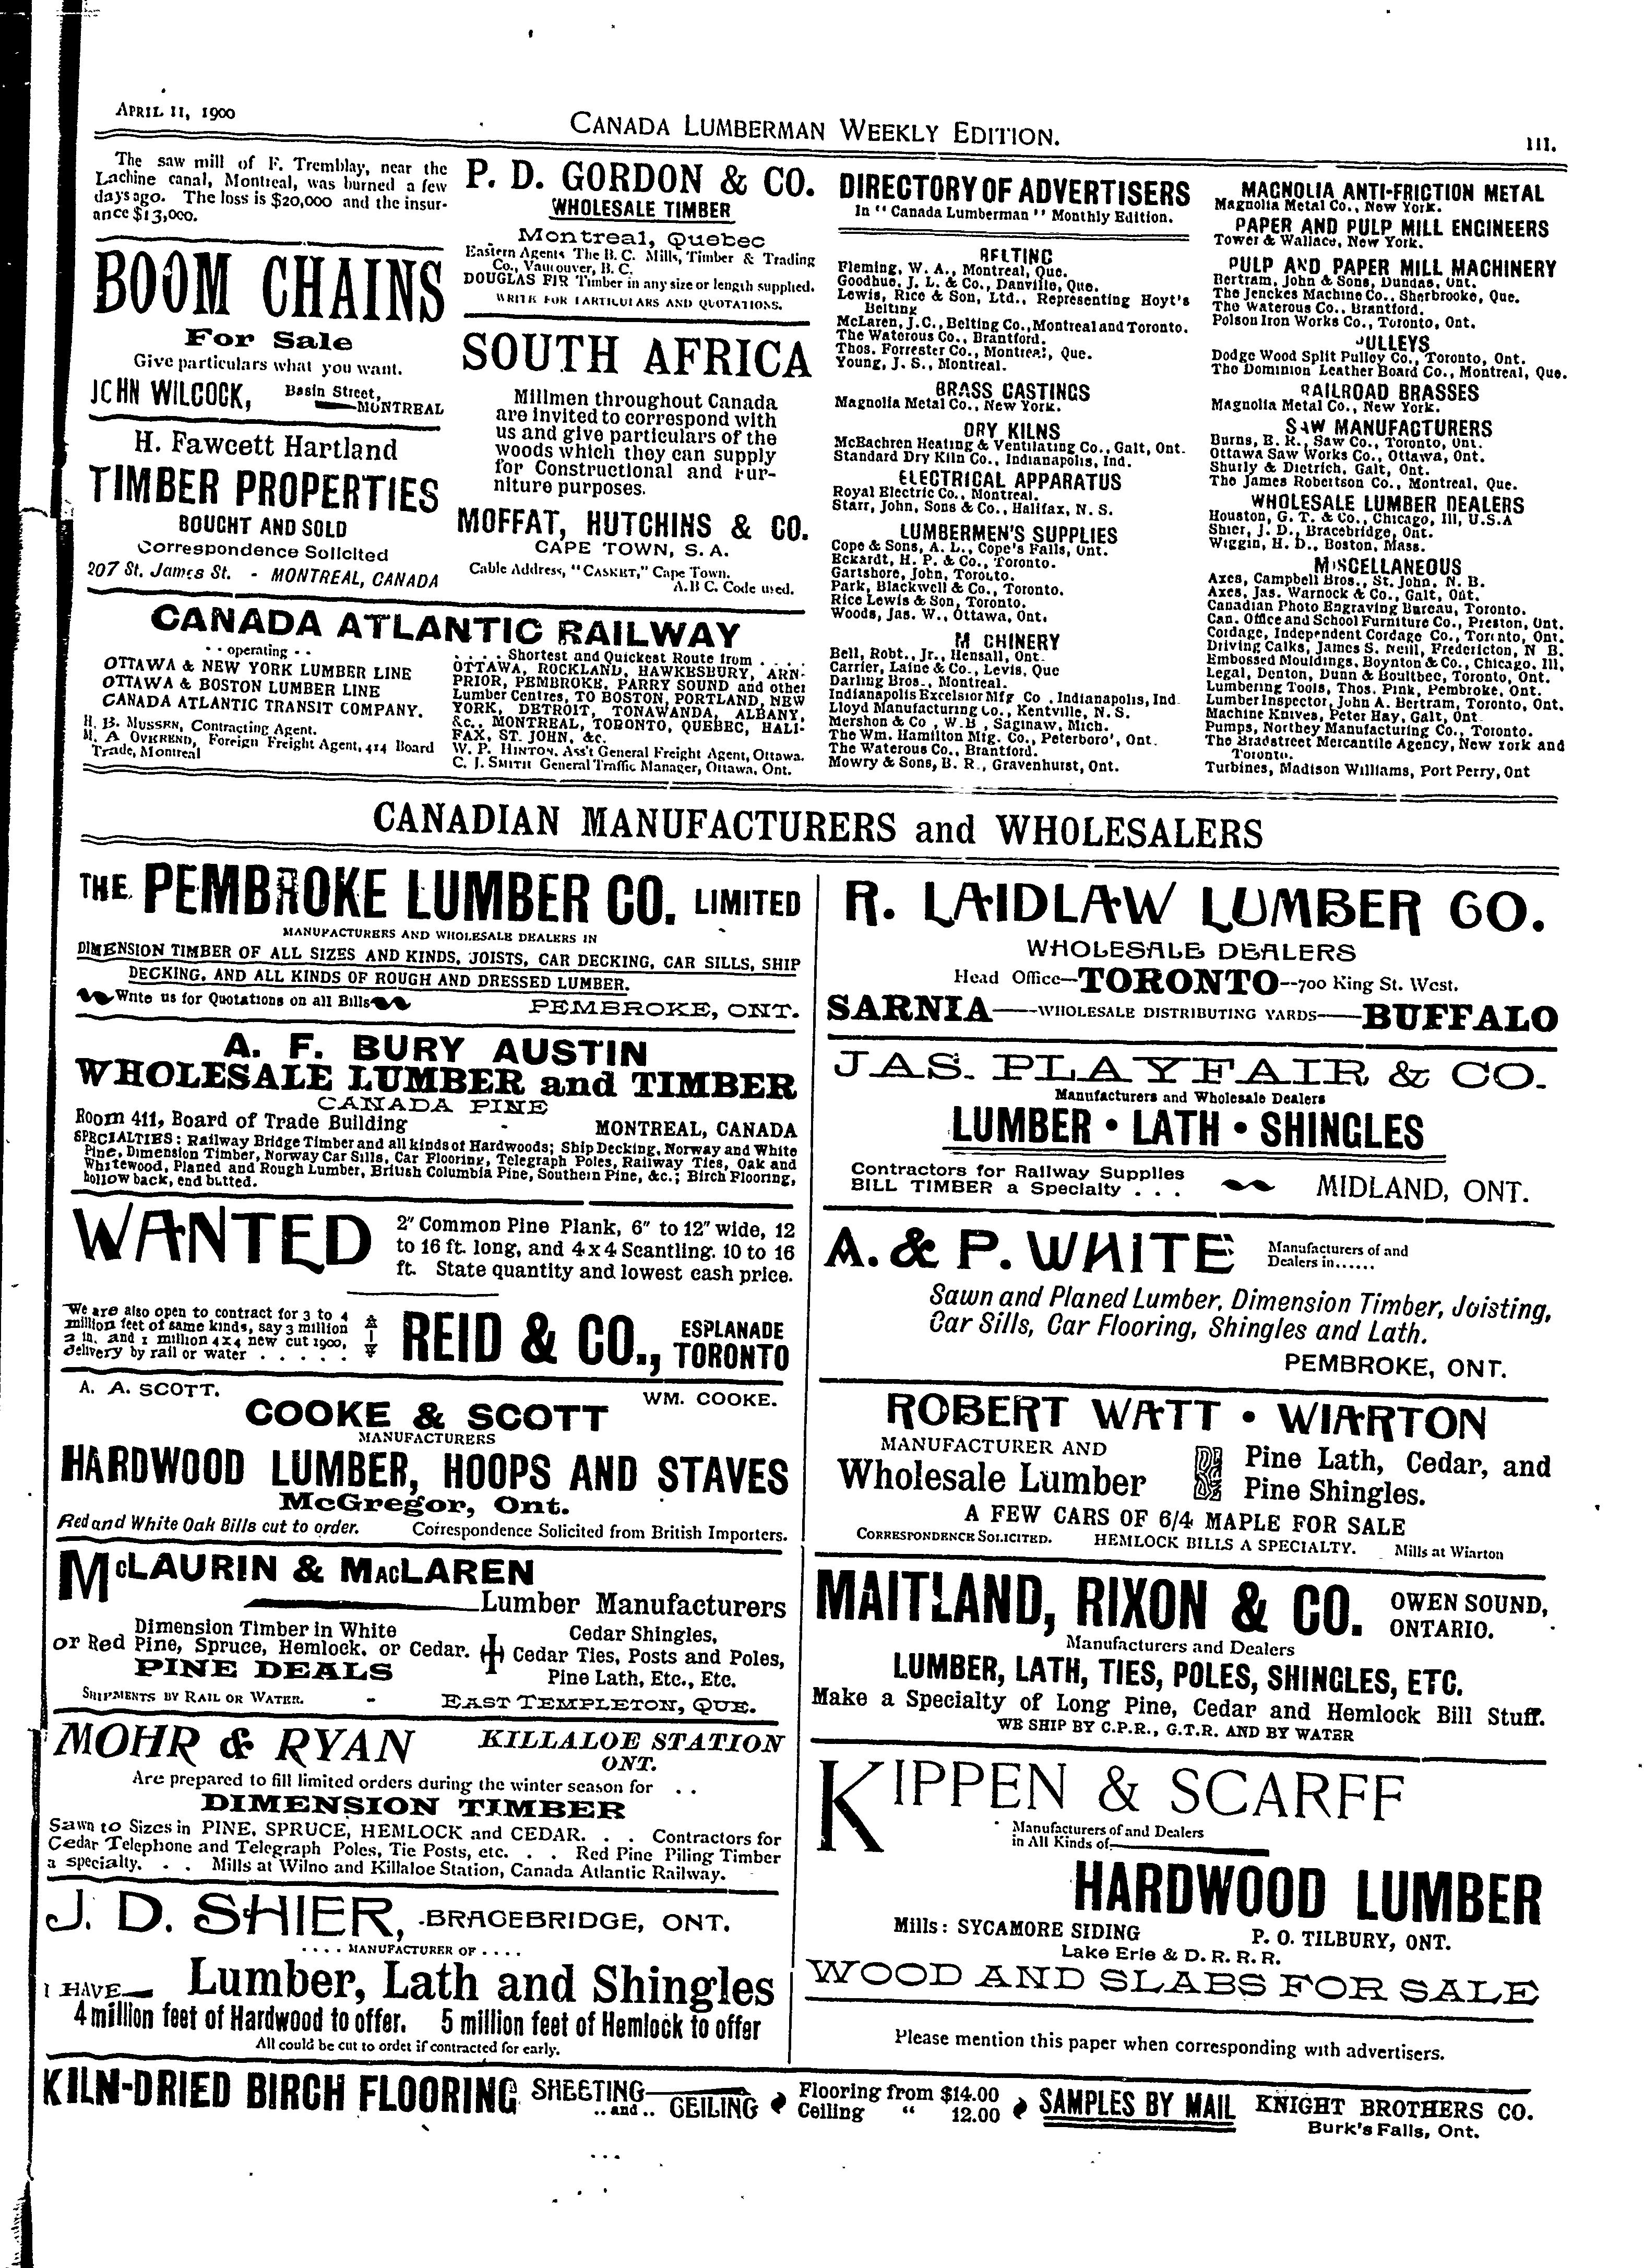 APRIL 11, 1900
CANADA LUMBERMAN WEEKLY EDITION.
III.
The saw mill of F. Tremblay, near the
Lachine canal, Montreal, was burned a few
days ago. The loss is $20,000 and the insur-
ance $13,000.
BOOM CHAINS
For Sale
Give particulars what you want.
JOHN WILCOCK, Basin Street,
MONTREAL
H. Fawcett Hartland
TIMBER PROPERTIES
BOUGHT AND SOLD
Correspondence Solicited
207 St. James St. - MONTREAL, CANADA
P. D. GORDON & CO.
WHOLESALE TIMBER
Montreal, Quebec
Eastern Agents The B. C. Mills, Timber & Trading
Co., Vancouver, B. C.
DOUGLAS FIR Timber in any size or length supplied.
WRITE FOR PARTICULARS AND QUOTATIONS.
SOUTH AFRICA
Millmen throughout Canada
are invited to correspond with
us and give particulars of the
woods which they can supply
for Constructional and Fur-
niture purposes.
MOFFAT, HUTCHINS & CO.
CAPE TOWN, S. A.
Cable Address, "CASKET," Cape Town.
A.B C. Code used.
CANADA ATLANTIC RAILWAY
- - operating - -
OTTAWA & NEW YORK LUMBER LINE
OTTAWA & BOSTON LUMBER LINE
CANADA ATLANTIC TRANSIT COMPANY.
H. B. MUSSEN, Contracting Agent.
M. A OVEREND, Foreign Freight Agent, 414 Board
Trade, Montreal
. . . . Shortest and Quickest Route from . . . .
OTTAWA, ROCKLAND, HAWKESBURY, ARN-
PRIOR, PEMBROKE, PARRY SOUND and other
Lumber Centres, TO BOSTON, PORTLAND, NEW
YORK, DETROIT, TONAWANDA, ALBANY,
&c., MONTREAL, TORONTO, QUEBEC, HALI-
FAX, ST. JOHN, &c.
W. P. HINTON, Ass't General Freight Agent, Ottawa.
C. J. SMITH General Traffic Manager, Ottawa, Ont.
DIRECTORY OF ADVERTISERS
In "Canada Lumberman" Monthly Edition.
BELTING
Fleming, W. A., Montreal, Que.
Goodhue, J. L. & Co., Danville, Que.
Lewis, Rice & Son, Ltd., Representing Hoyt's
Belting
McLaren, J.C., Belting Co., Montreal and Toronto.
The Waterous Co., Brantford.
Thos. Forrester Co., Montreal, Que.
Young, J. S., Montreal.
BRASS CASTINGS
Magnolia Metal Co., New York.
DRY KILNS
McEachren Heating & Ventilating Co., Galt, Ont.
Standard Dry Kiln Co., Indianapolis, Ind.
ELECTRICAL APPARATUS
Royal Electric Co., Montreal.
Starr, John, Sons & Co., Halifax, N. S.
LUMBERMEN'S SUPPLIES
Cope & Sons, A. L., Cope's Falls, Ont.
Eckardt, H. P. & Co., Toronto.
Gartshore, John, Toronto.
Park, Blackwell & Co., Toronto.
Rice Lewis & Son, Toronto.
Woods, Jas. W., Ottawa, Ont.
M CHINERY
Bell, Robt., Jr., Hensall, Ont.
Carrier, Laine & Co., Levis, Que
Darling Bros., Montreal.
Indianapolis Excelsior Mfg Co , Indianapolis, Ind
Lloyd Manufacturing Co., Kentville, N. S.
Mershon & Co , W.B , Saginaw, Mich.
The Wm. Hamilton Mfg. Co., Peterboro', Ont.
The Waterous Co., Brantford.
Mowry & Sons, B. R., Gravenhurst, Ont.
MAGNOLIA ANTI-FRICTION METAL
Magnolia Metal Co., New York.
PAPER AND PULP MILL ENGINEERS
Tower & Wallace, New York.
PULP AND PAPER MILL MACHINERY
Bertram, John & Sons, Dundas, Ont.
The Jenckes Machine Co., Sherbrooke, Que.
The Waterous Co., Brantford.
Polson Iron Works Co., Toronto, Ont.
PULLEYS
Dodge Wood Split Pulley Co., Toronto, Ont.
The Dominion Leather Board Co., Montreal, Que.
RAILROAD BRASSES
Magnolia Metal Co., New York.
SAW MANUFACTURERS
Burns, E. R., Saw Co., Toronto, Ont.
Ottawa Saw Works Co., Ottawa, Ont.
Shurly & Dietrich, Galt, Ont.
The James Robertson Co., Montreal, Que.
WHOLESALE LUMBER DEALERS
Houston, G. T. & Co., Chicago, Ill, U.S.A
Shier, J. D., Bracebridge, Ont.
Wiggin, H. D., Boston, Mass.
MISCELLANEOUS
Axes, Campbell Bros., St. John, N. B.
Axes, Jas. Warnock & Co., Galt, Ont.
Canadian Photo Engraving Bureau, Toronto.
Can. Office and School Furniture Co., Preston, Ont.
Cordage, Independent Cordage Co., Toronto, Ont.
Driving Calks, James S. Neill, Fredericton, N B.
Embossed Mouldings, Boynton & Co., Chicago, Ill,
Legal, Denton, Dunn & Boultbee, Toronto, Ont.
Lumbering Tools, Thos. Pink, Pembroke, Ont.
Lumber Inspector, John A. Bertram, Toronto, Ont.
Machine Knives, Peter Hay, Galt, Ont
Pumps, Northey Manufacturing Co., Toronto.
The Bradstreet Mercantile Agency, New York and
Toronto.
Turbines, Madison Williams, Port Perry, Ont
CANADIAN MANUFACTURERS and WHOLESALERS
THE PEMBROKE LUMBER CO. LIMITED
MANUFACTURERS AND WHOLESALE DEALERS IN
DIMENSION TIMBER OF ALL SIZES AND KINDS, JOISTS, CAR DECKING, CAR SILLS, SHIP
DECKING, AND ALL KINDS OF ROUGH AND DRESSED LUMBER.
Write us for Quotations on all Bills PEMBROKE, ONT.
A. F. BURY AUSTIN
WHOLESALE LUMBER and TIMBER
CANADA PINE
Room 411, Board of Trade Building - MONTREAL, CANADA
SPECIALTIES: Railway Bridge Timber and all kinds of Hardwoods; Ship Decking, Norway and White
Pine, Dimension Timber, Norway Car Sills, Car Flooring, Telegraph Poles, Railway Ties, Oak and
Whitewood, Planed and Rough Lumber, British Columbia Pine, Southern Pine, &c.; Birch Flooring,
hollow back, end butted.
WANTED
2" Common Pine Plank, 6" to 12" wide, 12
to 16 ft. long, and 4x4 Scantling. 10 to 16
ft. State quantity and lowest cash price.
We are also open to contract for 3 to 4
million feet of same kinds, say 3 million
2 in. and 1 million 4x4 new cut 1900,
delivery by rail or water . . . . . .
REID & CO., ESPLANADE
TORONTO
A. A. SCOTT. WM. COOKE.
COOKE & SCOTT
MANUFACTURERS
HARDWOOD LUMBER, HOOPS AND STAVES
McGregor, Ont.
Red and White Oak Bills cut to order. Correspondence Solicited from British Importers.
McLAURIN & MacLAREN
Lumber Manufacturers
Dimension Timber in White
or Red Pine, Spruce, Hemlock, or Cedar.
PINE DEALS
Cedar Shingles,
Cedar Ties, Posts and Poles,
Pine Lath, Etc., Etc.
SHIPMENTS BY RAIL OR WATER. - EAST TEMPLETON, QUE.
MOHR & RYAN KILLALOE STATION
ONT.
Are prepared to fill limited orders during the winter season for . .
DIMENSION TIMBER
Sawn to Sizes in PINE, SPRUCE, HEMLOCK and CEDAR. . . Contractors for
Cedar Telephone and Telegraph Poles, Tie Posts, etc. . . Red Pine Piling Timber
a specialty. . . Mills at Wilno and Killaloe Station, Canada Atlantic Railway.
J. D. SHIER, BRACEBRIDGE, ONT.
. . . . MANUFACTURER OF . . . .
I HAVE Lumber, Lath and Shingles
4 million feet of Hardwood to offer. 5 million feet of Hemlock to offer
All could be cut to order if contracted for early.
R. LAIDLAW LUMBER CO.
WHOLESALE DEALERS
Head Office—TORONTO--700 King St. West.
SARNIA—WHOLESALE DISTRIBUTING YARDS—BUFFALO
JAS. PLAYFAIR & CO.
Manufacturers and Wholesale Dealers
LUMBER • LATH • SHINGLES
Contractors for Railway Supplies
BILL TIMBER a Specialty . . .
MIDLAND, ONT.
A. & P. WHITE Manufacturers of and
Dealers in......
Sawn and Planed Lumber, Dimension Timber, Joisting,
Car Sills, Car Flooring, Shingles and Lath.
PEMBROKE, ONT.
ROBERT WATT • WIARTON
MANUFACTURER AND
Wholesale Lumber
Pine Lath, Cedar, and
Pine Shingles.
A FEW CARS OF 6/4 MAPLE FOR SALE
CORRESPONDENCE SOLICITED. HEMLOCK BILLS A SPECIALTY. Mills at Wiarton
MAITLAND, RIXON & CO. OWEN SOUND,
ONTARIO.
Manufacturers and Dealers
LUMBER, LATH, TIES, POLES, SHINGLES, ETC.
Make a Specialty of Long Pine, Cedar and Hemlock Bill Stuff.
WE SHIP BY C.P.R., G.T.R. AND BY WATER
KIPPEN & SCARFF
Manufacturers of and Dealers
in All Kinds of
HARDWOOD LUMBER
Mills: SYCAMORE SIDING P. O. TILBURY, ONT.
Lake Erie & D. R. R. R.
WOOD AND SLABS FOR SALE
Please mention this paper when corresponding with advertisers.
KILN-DRIED BIRCH FLOORING SHEETING
..and.. CEILING
Flooring from $14.00
Ceiling " 12.00
SAMPLES BY MAIL KNIGHT BROTHERS CO.
Burk's Falls, Ont.